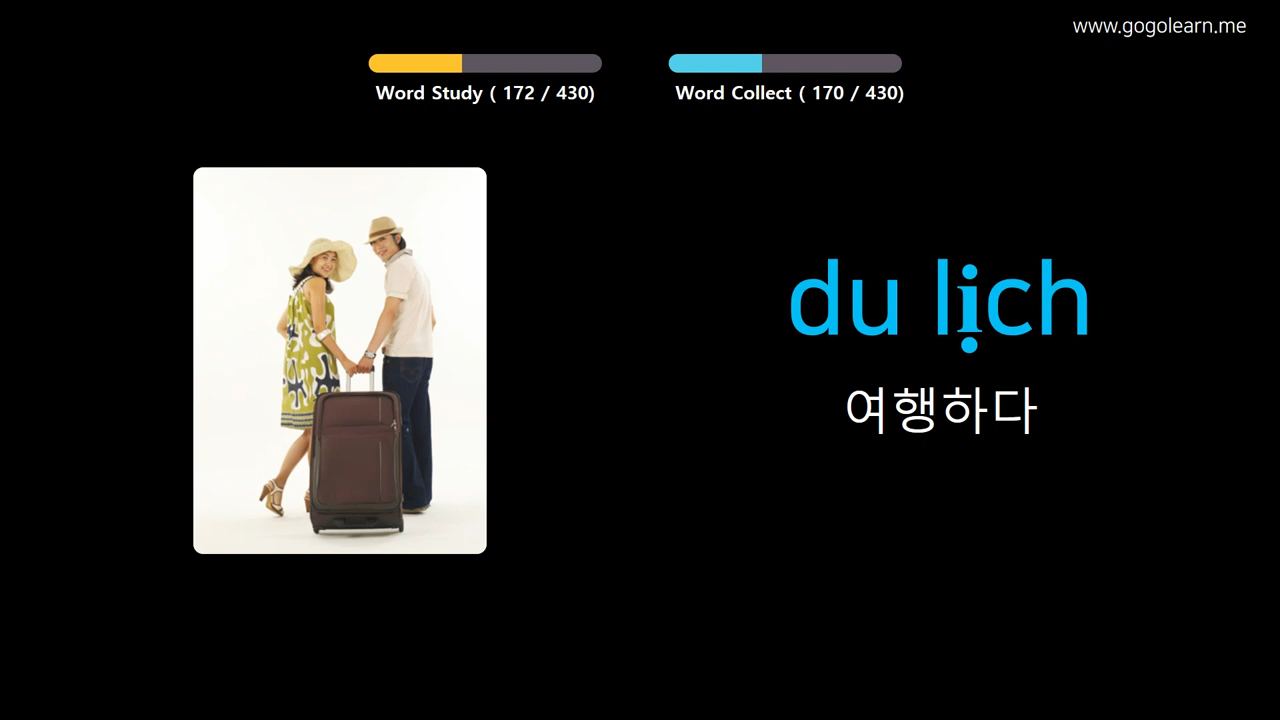 www.gogolearn.me
Word Study ( 172 / 430)
Word Collect ( 170 / 430)
du lịch
여행하다